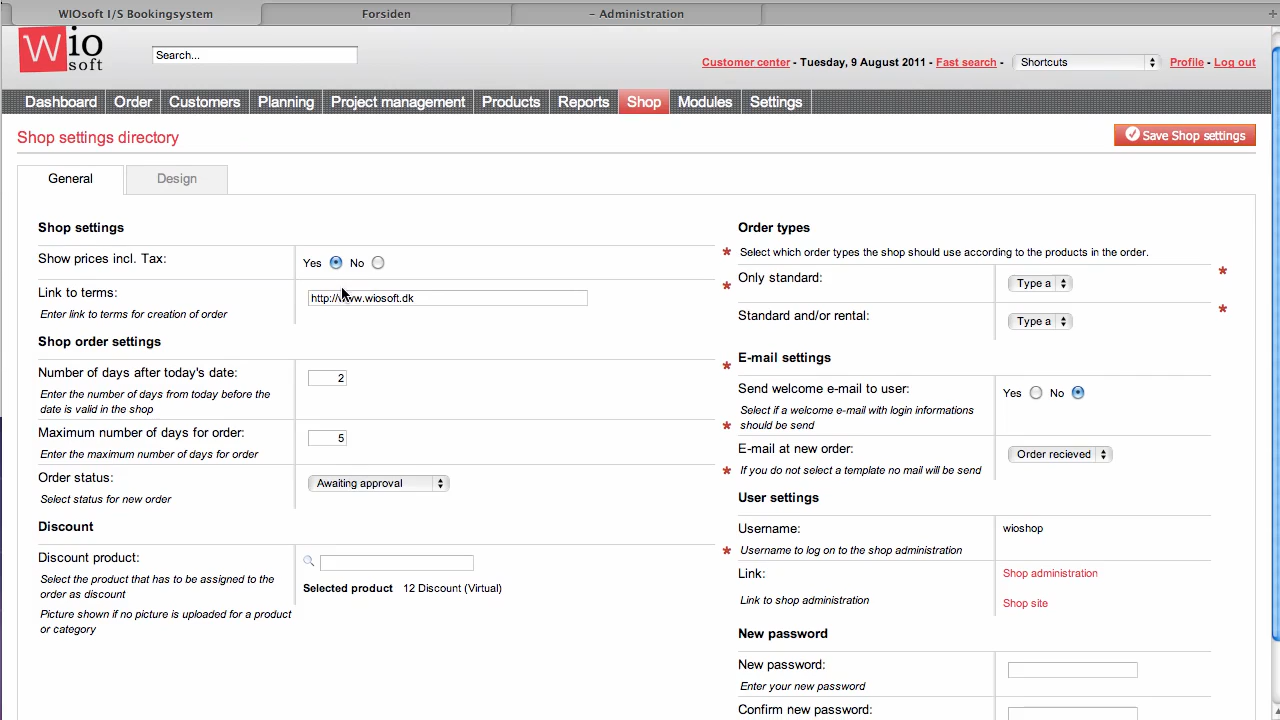 WIOsoft I/S Bookingsystem
Forsiden
– Administration
Wio
soft
Search...
Customer center - Tuesday, 9 August 2011 - Fast search -
Shortcuts
Profile - Log out
Dashboard
Order
Customers
Planning
Project management
Products
Reports
Shop
Modules
Settings
Shop settings directory
Save Shop settings
General
Design
Shop settings
Show prices incl. Tax:
Yes
No
*
Link to terms:
Enter link to terms for creation of order
http://www.wiosoft.dk
*
Shop order settings
Number of days after today's date:
Enter the number of days from today before the
date is valid in the shop
2
*
Maximum number of days for order:
Enter the maximum number of days for order
5
*
Order status:
Select status for new order
Awaiting approval
*
Discount
Discount product:
Select the product that has to be assigned to the
order as discount
Picture shown if no picture is uploaded for a product
or category
Selected product 12 Discount (Virtual)
*
Order types
Select which order types the shop should use according to the products in the order.
Only standard:
Type a
*
Standard and/or rental:
Type a
*
E-mail settings
Send welcome e-mail to user:
Select if a welcome e-mail with login informations
should be send
Yes
No
E-mail at new order:
If you do not select a template no mail will be send
Order recieved
User settings
Username:
Username to log on to the shop administration
wioshop
Link:
Link to shop administration
Shop administration
Shop site
New password
New password:
Enter your new password
Confirm new password: